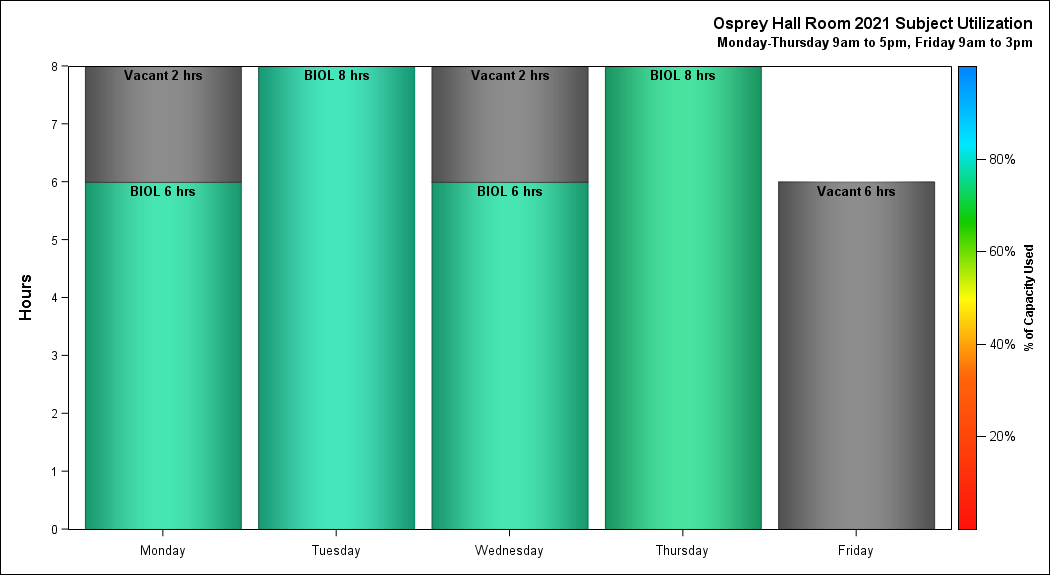 Osprey Hall Room 2021 Subject Utilization
Monday-Thursday 9am to 5pm, Friday 9am to 3pm
Hours
8
7
6
5
4
3
2
1
0
Vacant 2 hrs
BIOL 6 hrs
BIOL 8 hrs
Vacant 2 hrs
BIOL 6 hrs
BIOL 8 hrs
Vacant 6 hrs
Monday
Tuesday
Wednesday
Thursday
Friday
80%
60%
40%
20%
% of Capacity Used